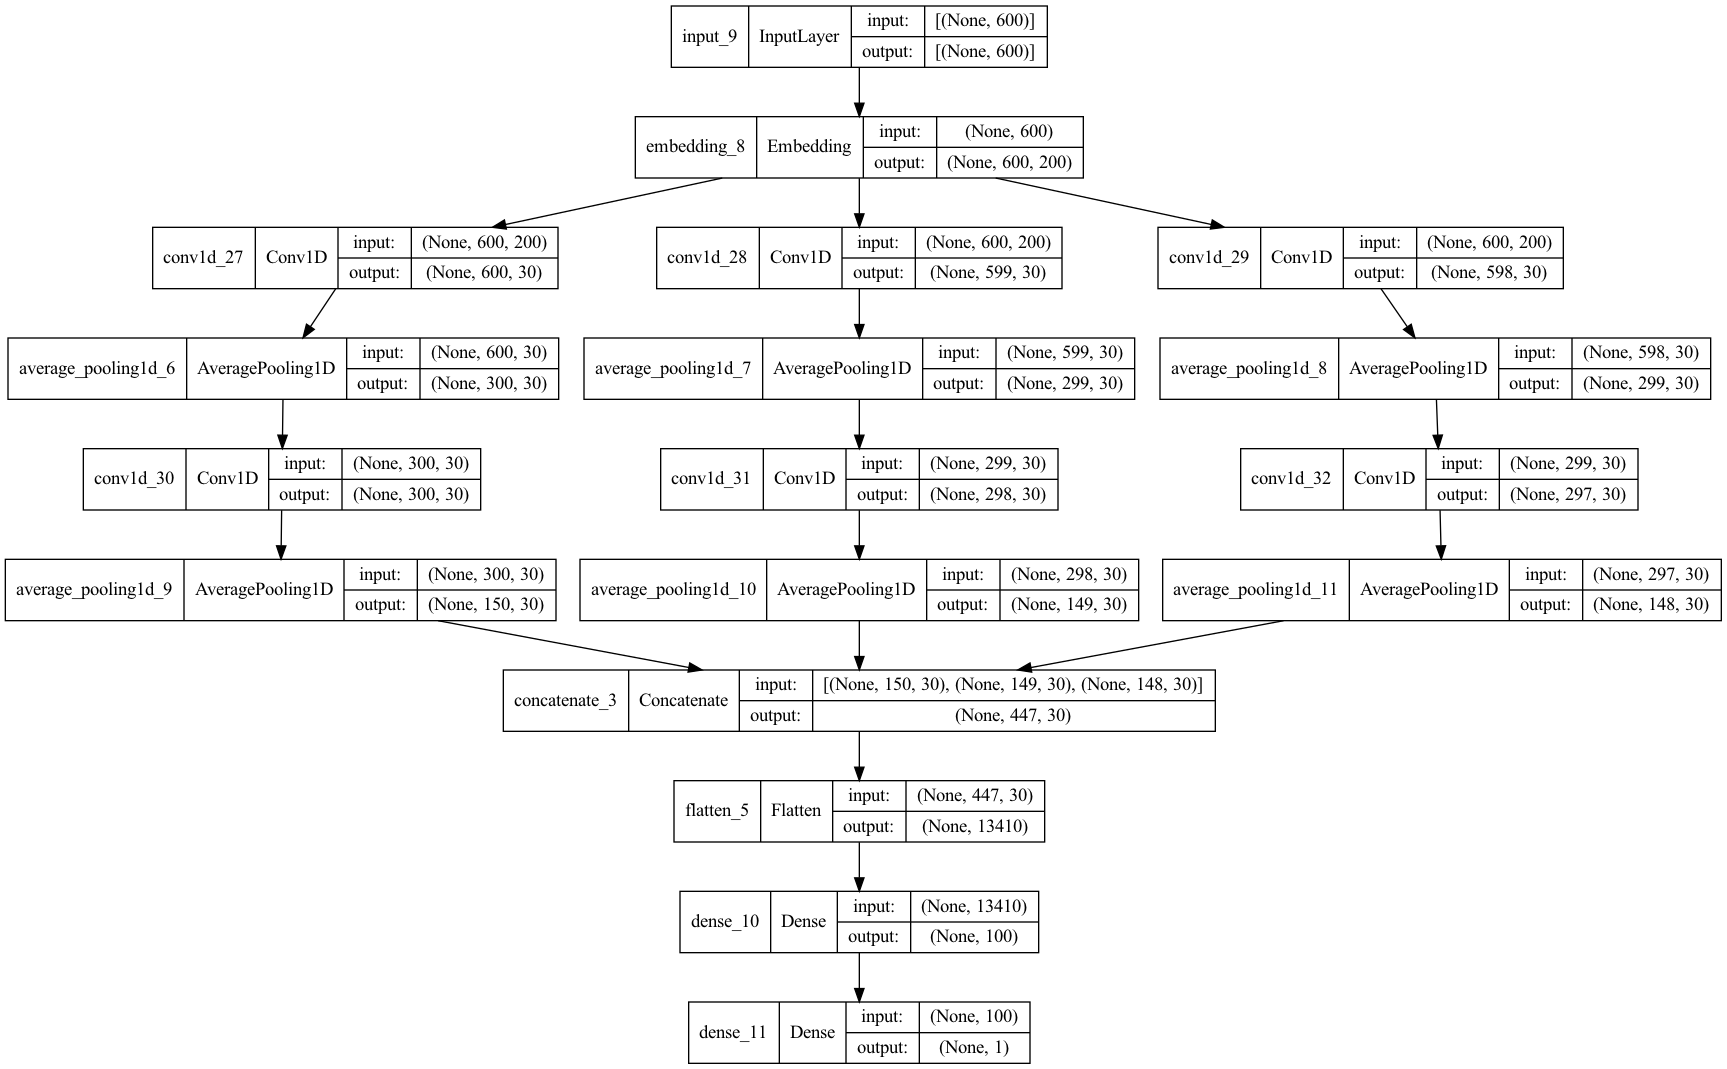 input_9 InputLayer input: [(None, 600)]
output: [(None, 600)]
embedding_8 Embedding input: (None, 600)
output: (None, 600, 200)
conv1d_27 Conv1D input: (None, 600, 200)
output: (None, 600, 30)
conv1d_28 Conv1D input: (None, 600, 200)
output: (None, 599, 30)
conv1d_29 Conv1D input: (None, 600, 200)
output: (None, 598, 30)
average_pooling1d_6 AveragePooling1D input: (None, 600, 30)
output: (None, 300, 30)
average_pooling1d_7 AveragePooling1D input: (None, 599, 30)
output: (None, 299, 30)
average_pooling1d_8 AveragePooling1D input: (None, 598, 30)
output: (None, 299, 30)
conv1d_30 Conv1D input: (None, 300, 30)
output: (None, 300, 30)
conv1d_31 Conv1D input: (None, 299, 30)
output: (None, 298, 30)
conv1d_32 Conv1D input: (None, 299, 30)
output: (None, 297, 30)
average_pooling1d_9 AveragePooling1D input: (None, 300, 30)
output: (None, 150, 30)
average_pooling1d_10 AveragePooling1D input: (None, 298, 30)
output: (None, 149, 30)
average_pooling1d_11 AveragePooling1D input: (None, 297, 30)
output: (None, 148, 30)
concatenate_3 Concatenate input: [(None, 150, 30), (None, 149, 30), (None, 148, 30)]
output: (None, 447, 30)
flatten_5 Flatten input: (None, 447, 30)
output: (None, 13410)
dense_10 Dense input: (None, 13410)
output: (None, 100)
dense_11 Dense input: (None, 100)
output: (None, 1)